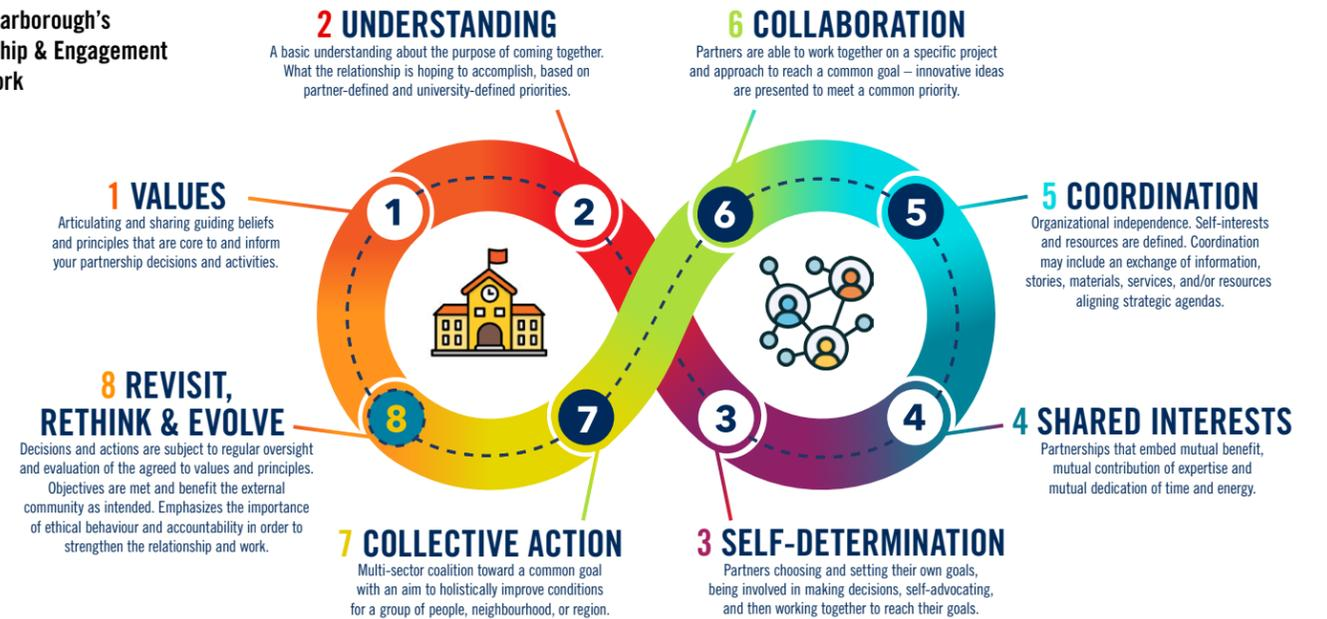 arborough's
hip & Engagement
ork
1 VALUES
Articulating and sharing guiding beliefs
and principles that are core to and inform
your partnership decisions and activities.
2 UNDERSTANDING
A basic understanding about the purpose of coming together.
What the relationship is hoping to accomplish, based on
partner-defined and university-defined priorities.
3 SELF-DETERMINATION
Partners choosing and setting their own goals,
being involved in making decisions, self-advocating,
and then working together to reach their goals.
4 SHARED INTERESTS
Partnerships that embed mutual benefit,
mutual contribution of expertise and
mutual dedication of time and energy.
5 COORDINATION
Organizational independence. Self-interests
and resources are defined. Coordination
may include an exchange of information,
stories, materials, services, and/or resources
aligning strategic agendas.
6 COLLABORATION
Partners are able to work together on a specific project
and approach to reach a common goal – innovative ideas
are presented to meet a common priority.
7 COLLECTIVE ACTION
Multi-sector coalition toward a common goal
with an aim to holistically improve conditions
for a group of people, neighbourhood, or region.
8 REVISIT,
RETHINK & EVOLVE
Decisions and actions are subject to regular oversight
and evaluation of the agreed to values and principles.
Objectives are met and benefit the external
community as intended. Emphasizes the importance
of ethical behaviour and accountability in order to
strengthen the relationship and work.
1
2
6
5
8
7
3
4